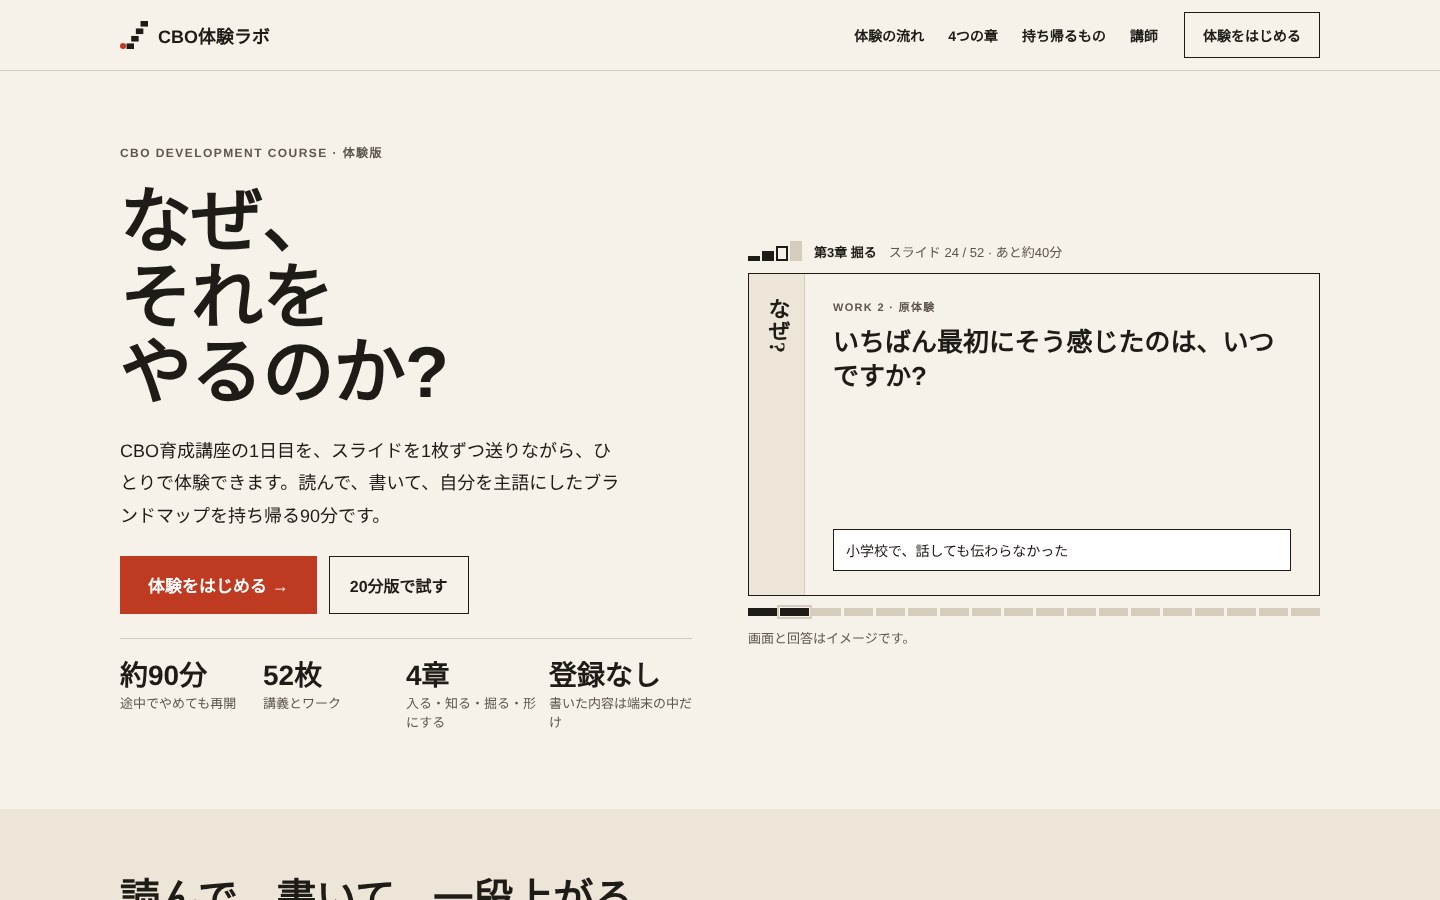 CBO体験ラボ
体験の流れ
4つの章
持ち帰るもの
講師
体験をはじめる
CBO DEVELOPMENT COURSE · 体験版
なぜ、
それを
やるのか?
CBO育成講座の1日目を、スライドを1枚ずつ送りながら、ひ
とりで体験できます。読んで、書いて、自分を主語にしたブラ
ンドマップを持ち帰る90分です。
体験をはじめる →
20分版で試す
約90分
途中でやめても再開
52枚
講義とワーク
4章
入る・知る・掘る・形
にする
登録なし
書いた内容は端末の中だ
け
第3章 掘る
スライド 24 / 52 · あと約40分
なぜ?
WORK 2 · 原体験
いちばん最初にそう感じたのは、いつ
ですか?
小学校で、話しても伝わらなかった
画面と回答はイメージです。
読んで、書いて、一段上がる